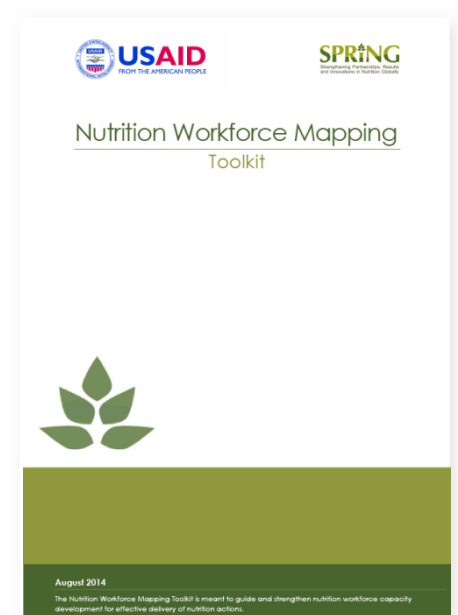 USAID
FROM THE AMERICAN PEOPLE
SPRING
Strengthening Partnerships, Results
and Innovations in Nutrition Globally
Nutrition Workforce Mapping
Toolkit
August 2014
The Nutrition Workforce Mapping Toolkit is meant to guide and strengthen nutrition workforce capacity
development for effective delivery of nutrition actions.